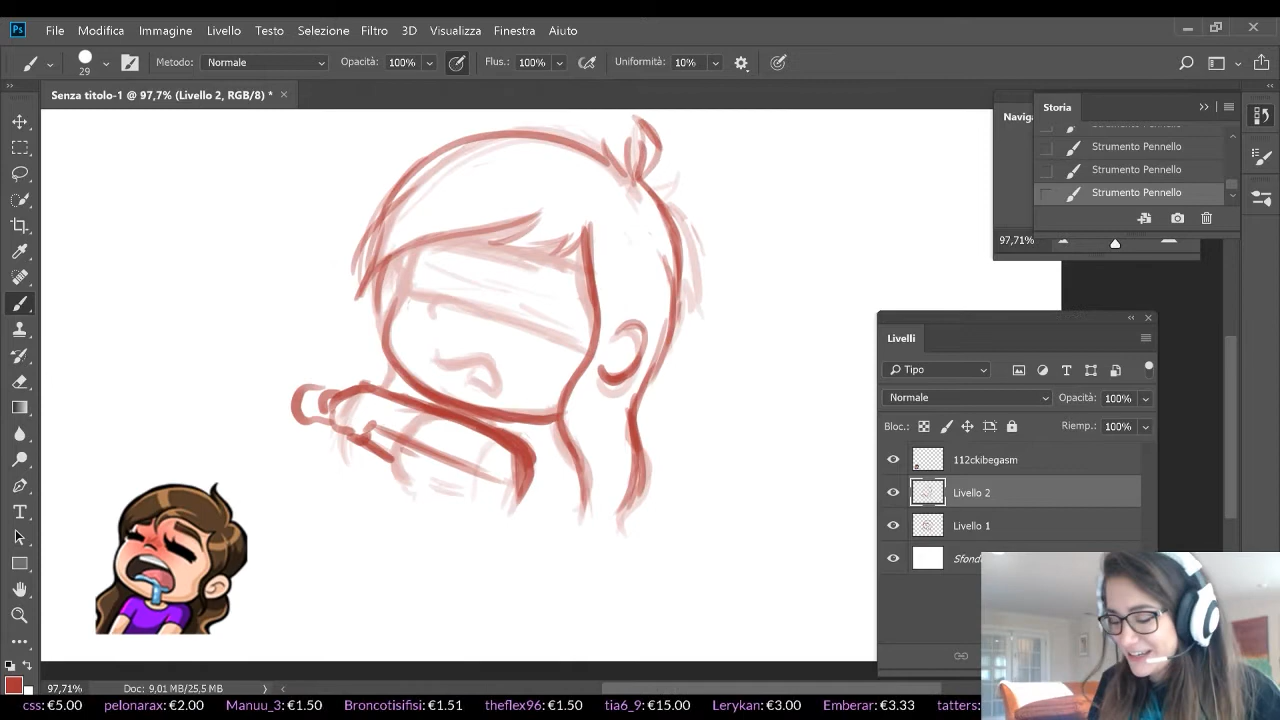 Ps File Modifica Immagine Livello Testo Selezione Filtro 3D Visualizza Finestra Aiuto
29 Metodo: Normale Opacità: 100% Flus.: 100% Uniformità: 10%
Senza titolo-1 @ 97,7% (Livello 2, RGB/8) *
Naviga
Storia
Strumento Pennello
Strumento Pennello
Strumento Pennello
Strumento Pennello
97,71%
Livelli
Tipo
Normale Opacità: 100%
Bloc.: Riemp.: 100%
112ckibegasm
Livello 2
Livello 1
Sfond
97,71% Doc: 9,01 MB/25,5 MB
css: €5.00 pelonarax: €2.00 Manuu_3: €1.50 Broncotisifisi: €1.51 theflex96: €1.50 tia6_9: €15.00 Lerykan: €3.00 Emberar: €3.33 tatters: